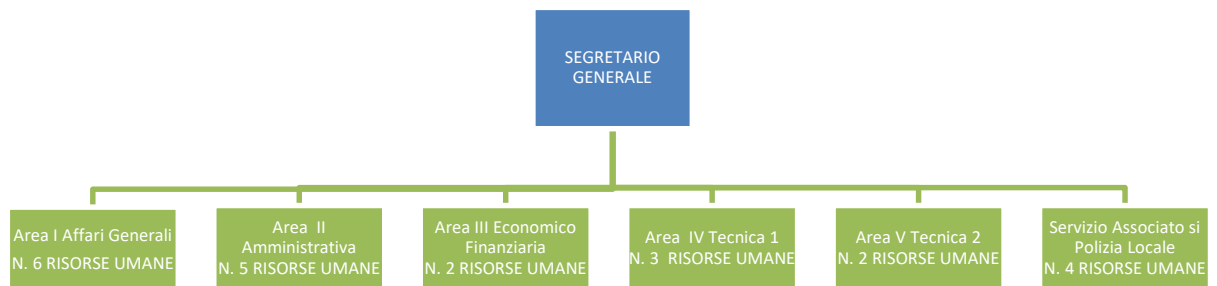 SEGRETARIO
GENERALE
Area I Affari Generali
N. 6 RISORSE UMANE
Area II
Amministrativa
N. 5 RISORSE UMANE
Area III Economico
Finanziaria
N. 2 RISORSE UMANE
Area IV Tecnica 1
N. 3 RISORSE UMANE
Area V Tecnica 2
N. 2 RISORSE UMANE
Servizio Associato si
Polizia Locale
N. 4 RISORSE UMANE